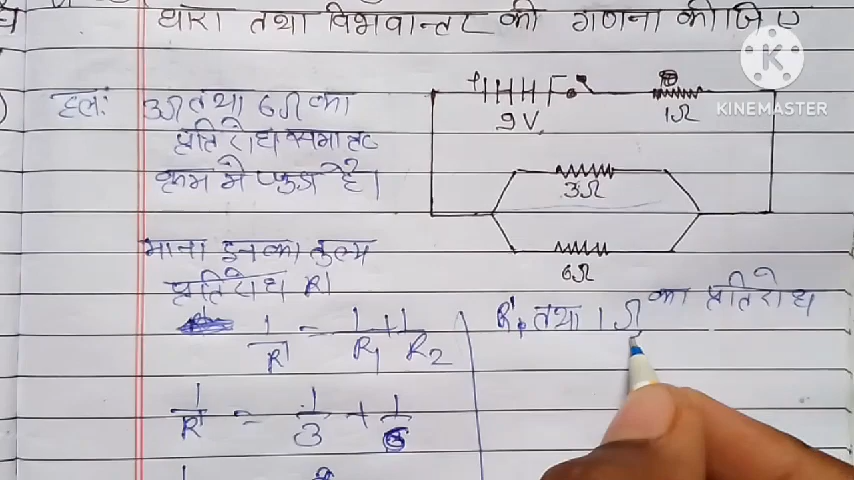 धारा तथा विभवान्तर की गणना कीजिए
हलः 3Ω तथा 6Ω का
प्रतिरोध समान्तर
क्रम में जुड़े है।
माना इनका तुल्य
प्रतिरोध R'
1/R' = 1/R1 + 1/R2
1/R' = 1/3 + 1/6
9V
1Ω
3Ω
6Ω
R' तथा 1Ω का प्रतिरोध
KINEMASTER